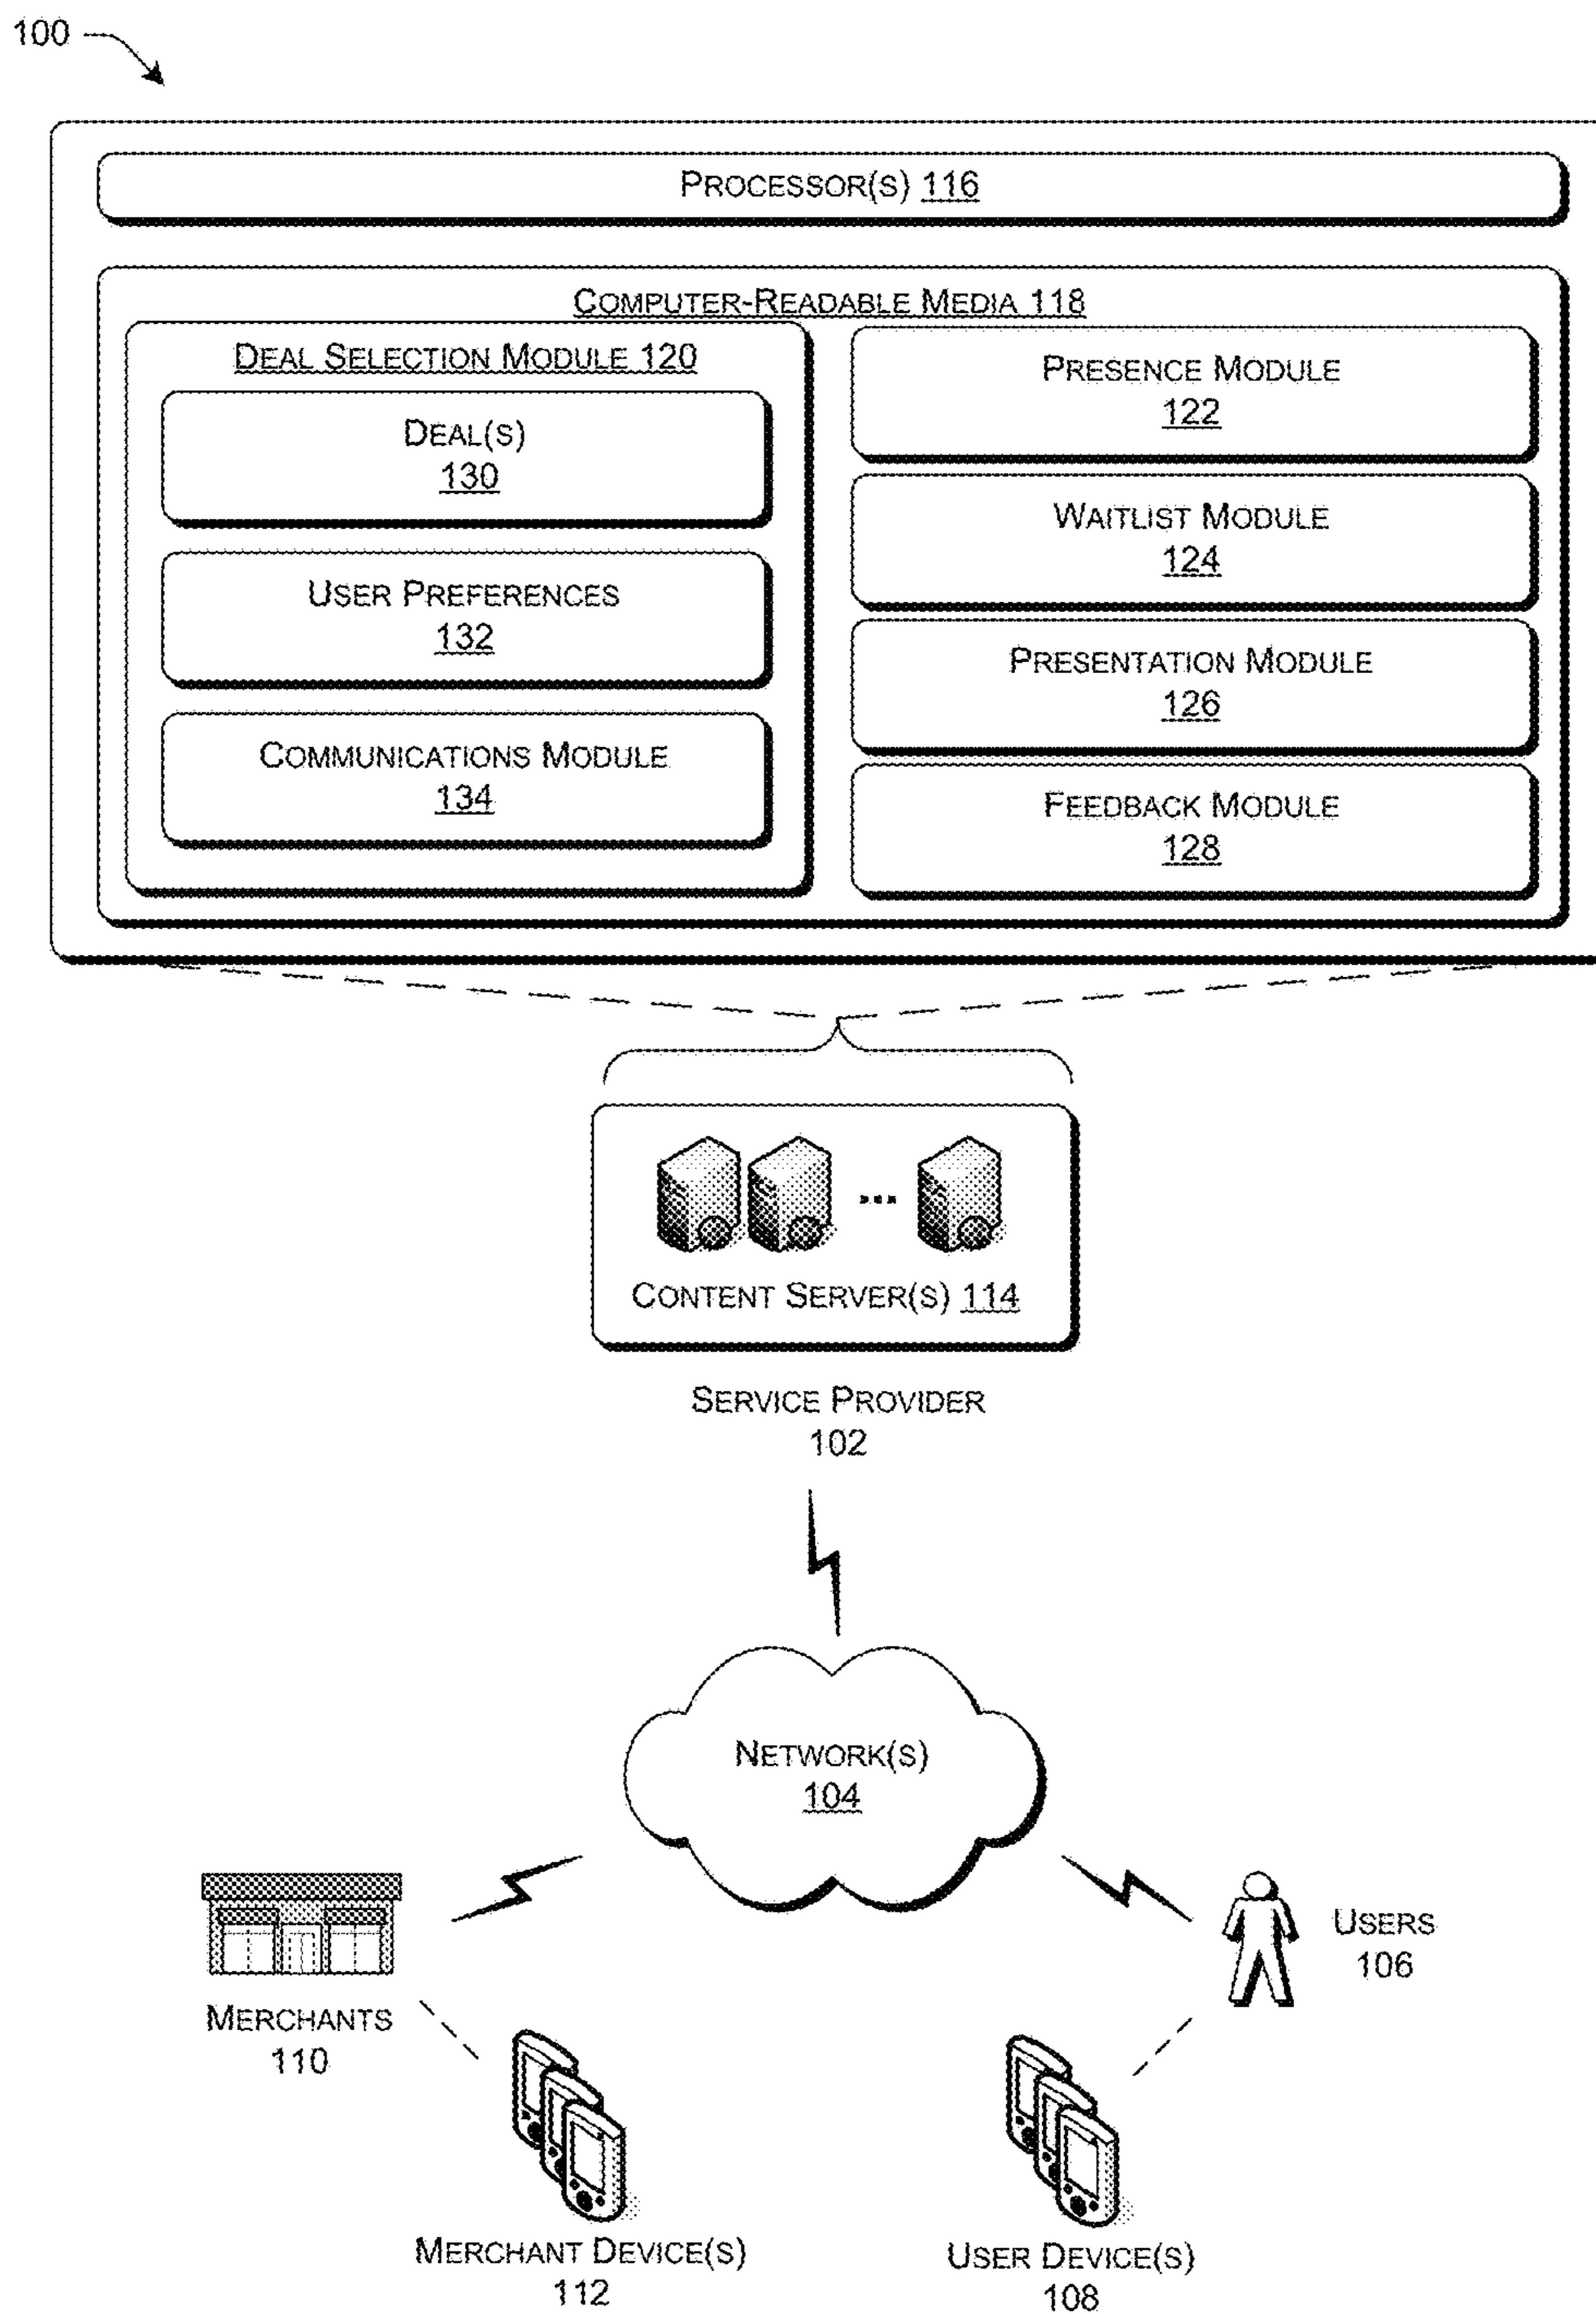 100
PROCESSOR(S) 116
COMPUTER-READABLE MEDIA 118
DEAL SELECTION MODULE 120
DEAL(S)
130
USER PREFERENCES
132
COMMUNICATIONS MODULE
134
PRESENCE MODULE
122
WAITLIST MODULE
124
PRESENTATION MODULE
126
FEEDBACK MODULE
128
CONTENT SERVER(S) 114
SERVICE PROVIDER
102
NETWORK(S)
104
MERCHANTS
110
USERS
106
MERCHANT DEVICE(S)
112
USER DEVICE(S)
108